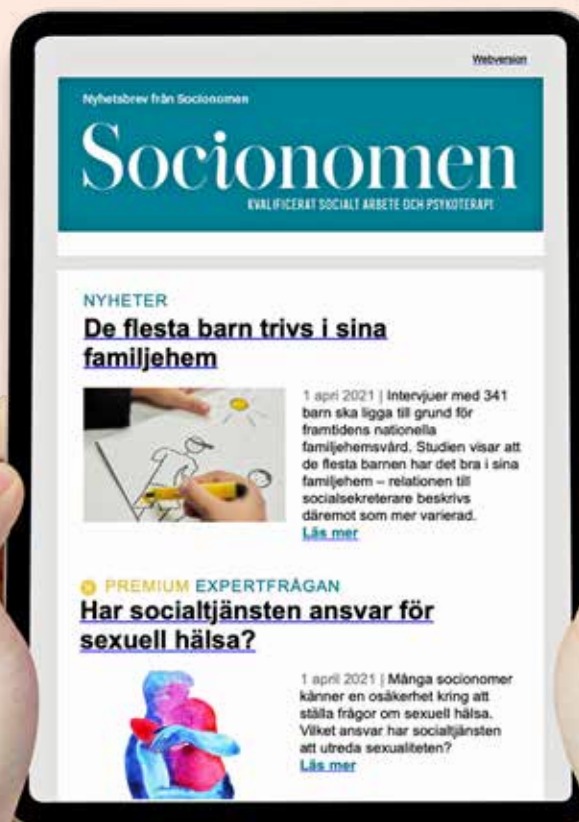 Webversion
Nyhetsbrev från Socionomen
Socionomen
KVALIFICERAT SOCIALT ARBETE OCH PSYKOTERAPI
NYHETER
De flesta barn trivs i sina
familjehem
1 april 2021 | Intervjuer med 341
barn ska ligga till grund för
framtidens nationella
familjehemsvård. Studien visar att
de flesta barnen har det bra i sina
familjehem – relationen till
socialsekreterare beskrivs
däremot som mer varierad.
Läs mer
PREMIUM EXPERTFRÅGAN
Har socialtjänsten ansvar för
sexuell hälsa?
1 april 2021 | Många socionomer
känner en osäkerhet kring att
ställa frågor om sexuell hälsa.
Vilket ansvar har socialtjänsten
att utreda sexualiteten?
Läs mer